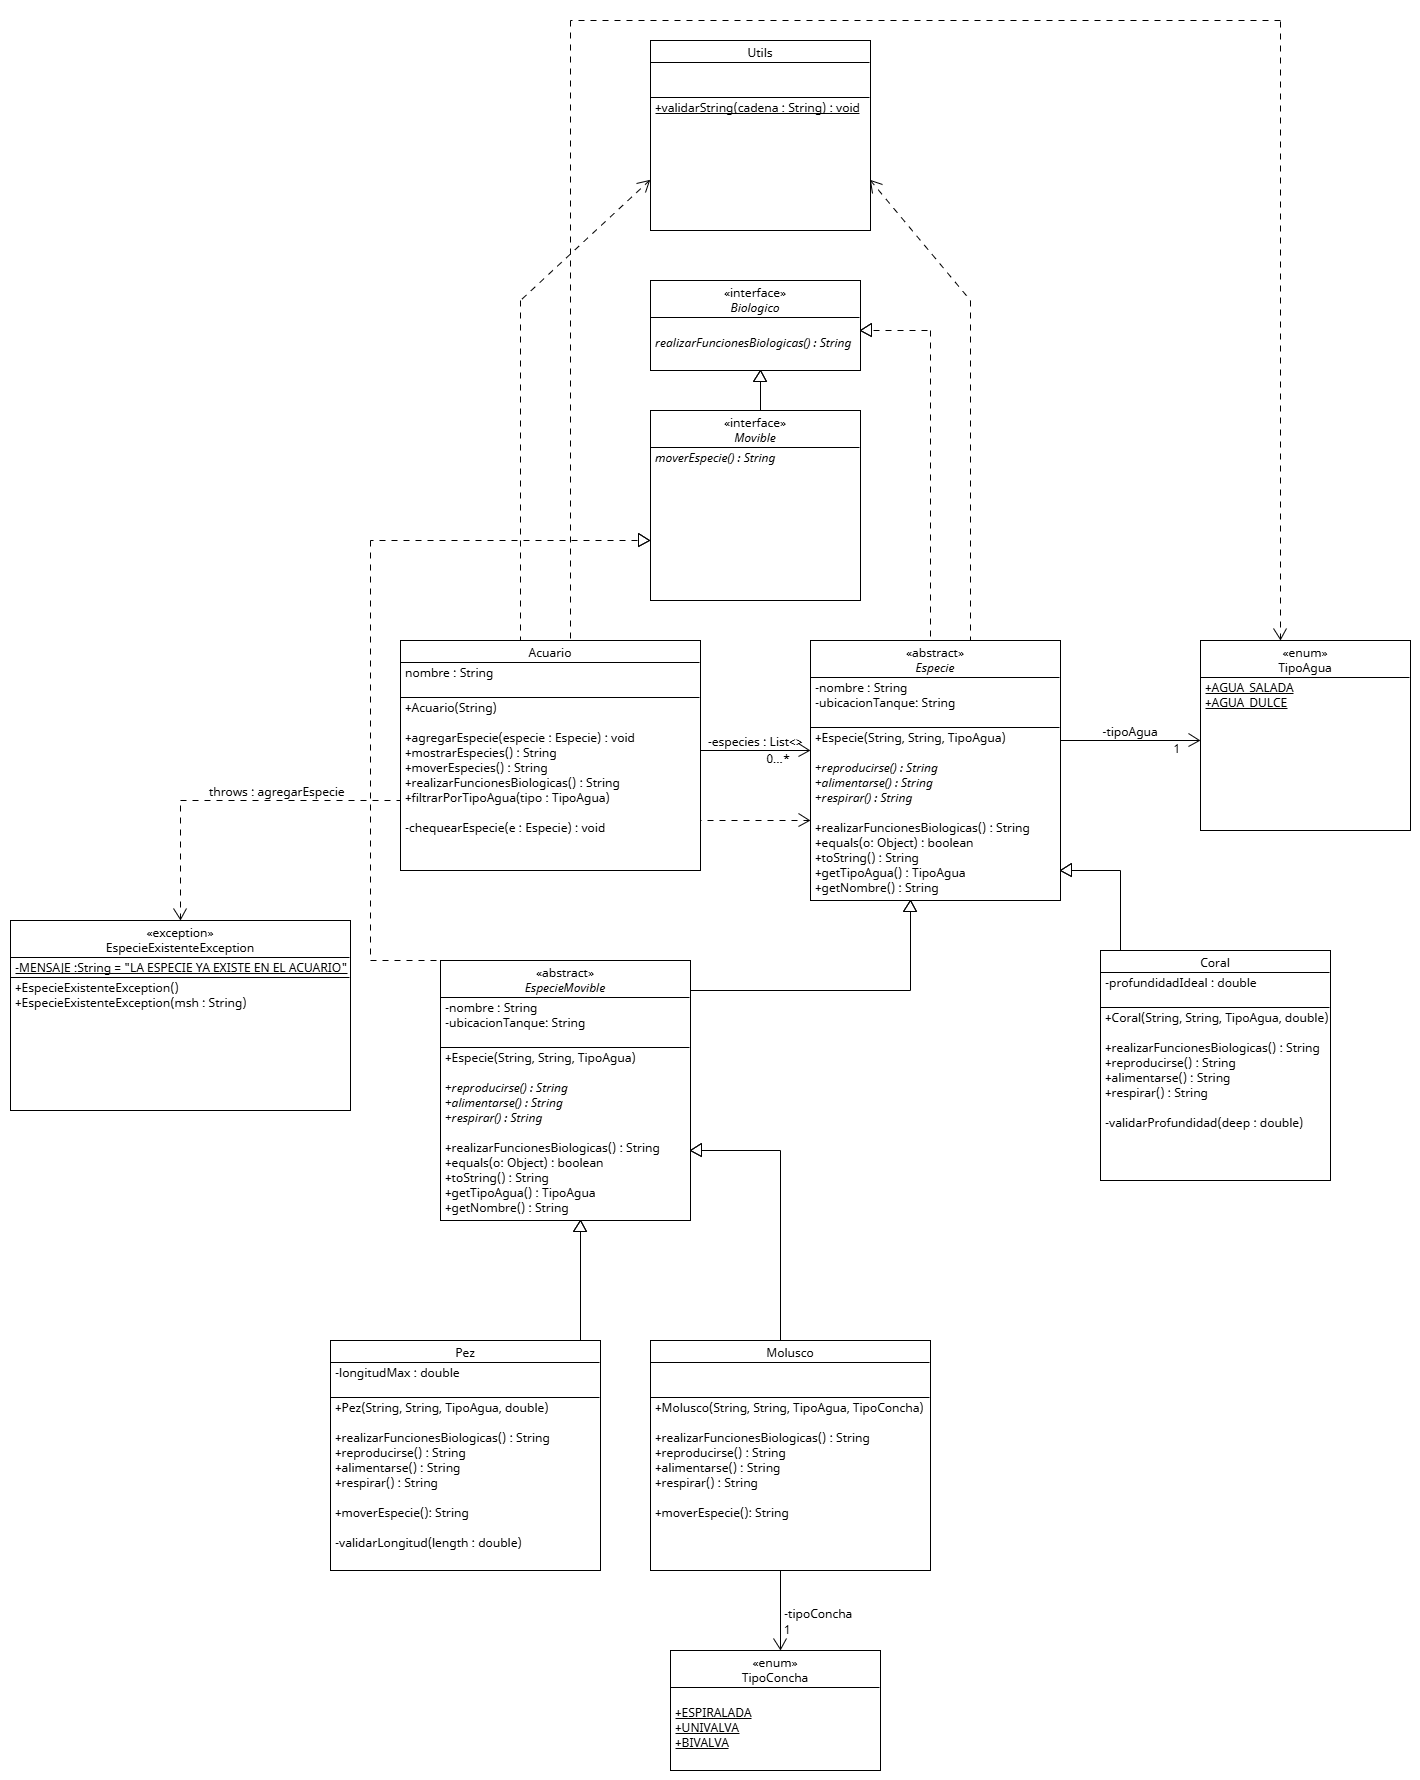 Utils
+validarString(cadena : String) : void
«interface»
Biologico
realizarFuncionesBiologicas() : String
«interface»
Movible
moverEspecie() : String
Acuario
nombre : String
+Acuario(String)
+agregarEspecie(especie : Especie) : void
+mostrarEspecies() : String
+moverEspecies() : String
+realizarFuncionesBiologicas() : String
+filtrarPorTipoAgua(tipo : TipoAgua)
-chequearEspecie(e : Especie) : void
-especies : List<>
0...*
«abstract»
Especie
-nombre : String
-ubicacionTanque: String
+Especie(String, String, TipoAgua)
+reproducirse() : String
+alimentarse() : String
+respirar() : String
+realizarFuncionesBiologicas() : String
+equals(o: Object) : boolean
+toString() : String
+getTipoAgua() : TipoAgua
+getNombre() : String
-tipoAgua
1
«enum»
TipoAgua
+AGUA_SALADA
+AGUA_DULCE
throws : agregarEspecie
«exception»
EspecieExistenteException
-MENSAJE :String = "LA ESPECIE YA EXISTE EN EL ACUARIO"
+EspecieExistenteException()
+EspecieExistenteException(msh : String)
«abstract»
EspecieMovible
-nombre : String
-ubicacionTanque: String
+Especie(String, String, TipoAgua)
+reproducirse() : String
+alimentarse() : String
+respirar() : String
+realizarFuncionesBiologicas() : String
+equals(o: Object) : boolean
+toString() : String
+getTipoAgua() : TipoAgua
+getNombre() : String
Coral
-profundidadIdeal : double
+Coral(String, String, TipoAgua, double)
+realizarFuncionesBiologicas() : String
+reproducirse() : String
+alimentarse() : String
+respirar() : String
-validarProfundidad(deep : double)
Pez
-longitudMax : double
+Pez(String, String, TipoAgua, double)
+realizarFuncionesBiologicas() : String
+reproducirse() : String
+alimentarse() : String
+respirar() : String
+moverEspecie(): String
-validarLongitud(length : double)
Molusco
+Molusco(String, String, TipoAgua, TipoConcha)
+realizarFuncionesBiologicas() : String
+reproducirse() : String
+alimentarse() : String
+respirar() : String
+moverEspecie(): String
-tipoConcha
1
«enum»
TipoConcha
+ESPIRALADA
+UNIVALVA
+BIVALVA